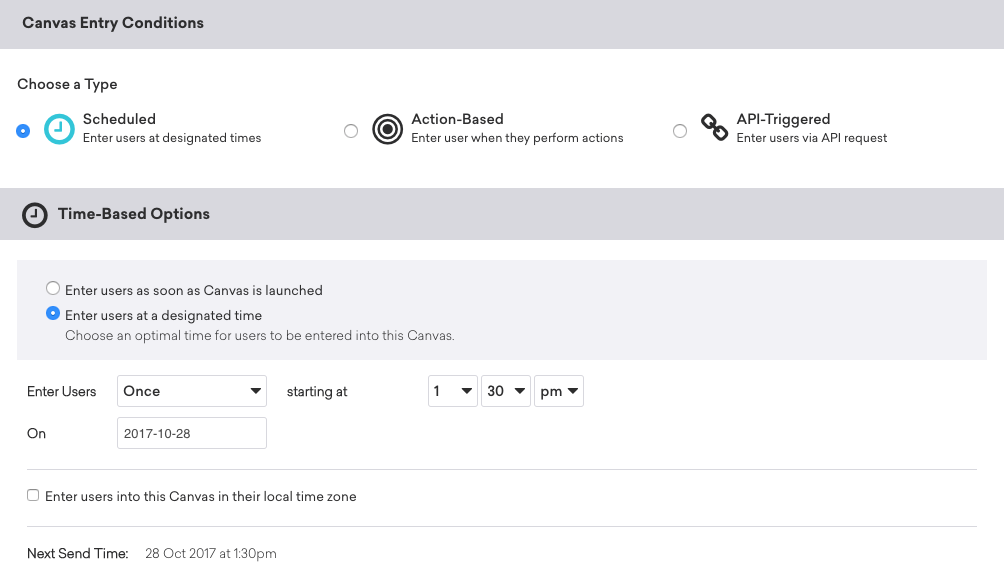 Canvas Entry Conditions
Choose a Type
Scheduled
Enter users at designated times
Action-Based
Enter user when they perform actions
API-Triggered
Enter users via API request
Time-Based Options
Enter users as soon as Canvas is launched
Enter users at a designated time
Choose an optimal time for users to be entered into this Canvas.
Enter Users Once starting at 1 30 pm
On 2017-10-28
Enter users into this Canvas in their local time zone
Next Send Time: 28 Oct 2017 at 1:30pm